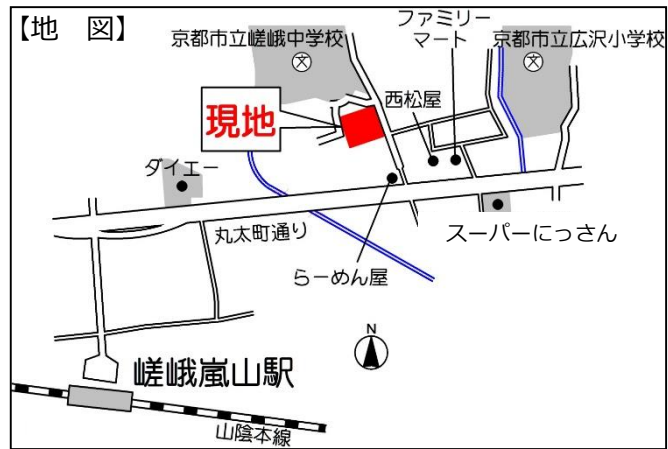 【地 図】
ファミリー
マート
京都市立嵯峨中学校
京都市立広沢小学校
文
文
西松屋
現地
ダイエー
丸太町通り
スーパーにっさん
らーめん屋
N
嵯峨嵐山駅
山陰本線